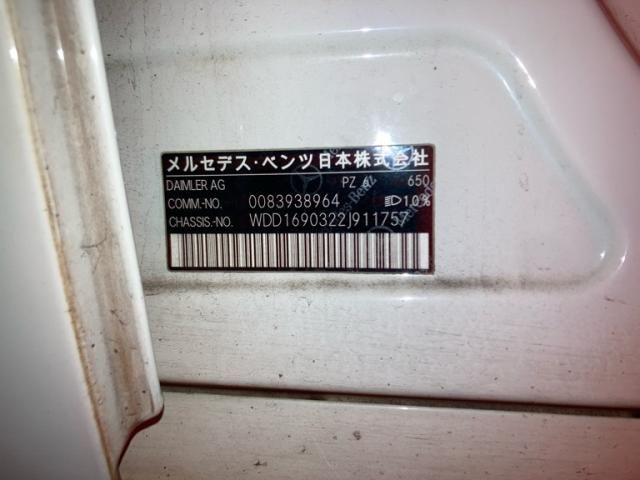 メルセデス・ベンツ日本株式会社
DAIMLER AG PZ 650
COMM.-NO. 0083938964 1.0%
CHASSIS.-NO. WDD1690322J911757